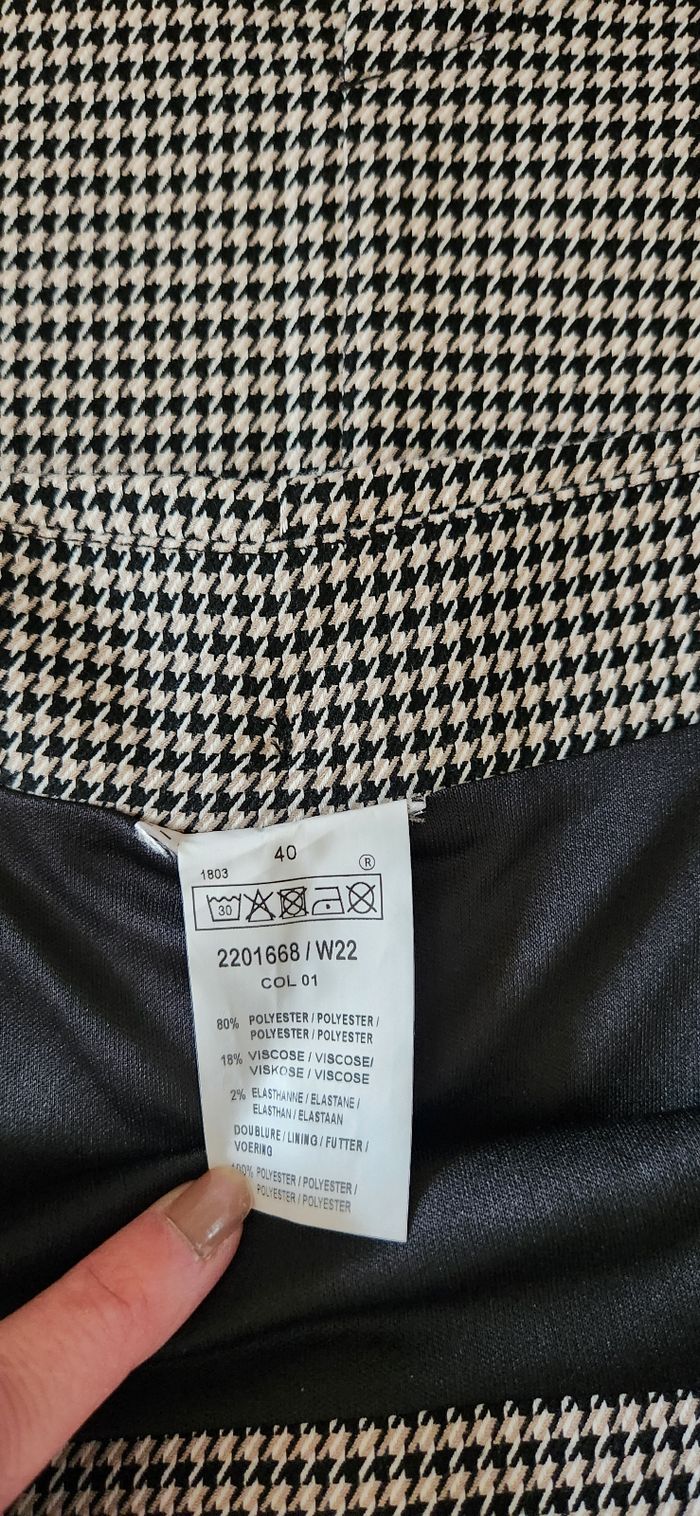 40
1803
®
30
2201668 / W22
COL 01
80% POLYESTER / POLYESTER /
POLYESTER / POLYESTER
18% VISCOSE / VISCOSE/
VISKOSE / VISCOSE
2% ELASTHANNE / ELASTANE /
ELASTHAN / ELASTAAN
DOUBLURE / LINING / FUTTER /
VOERING
100% POLYESTER / POLYESTER /
POLYESTER / POLYESTER